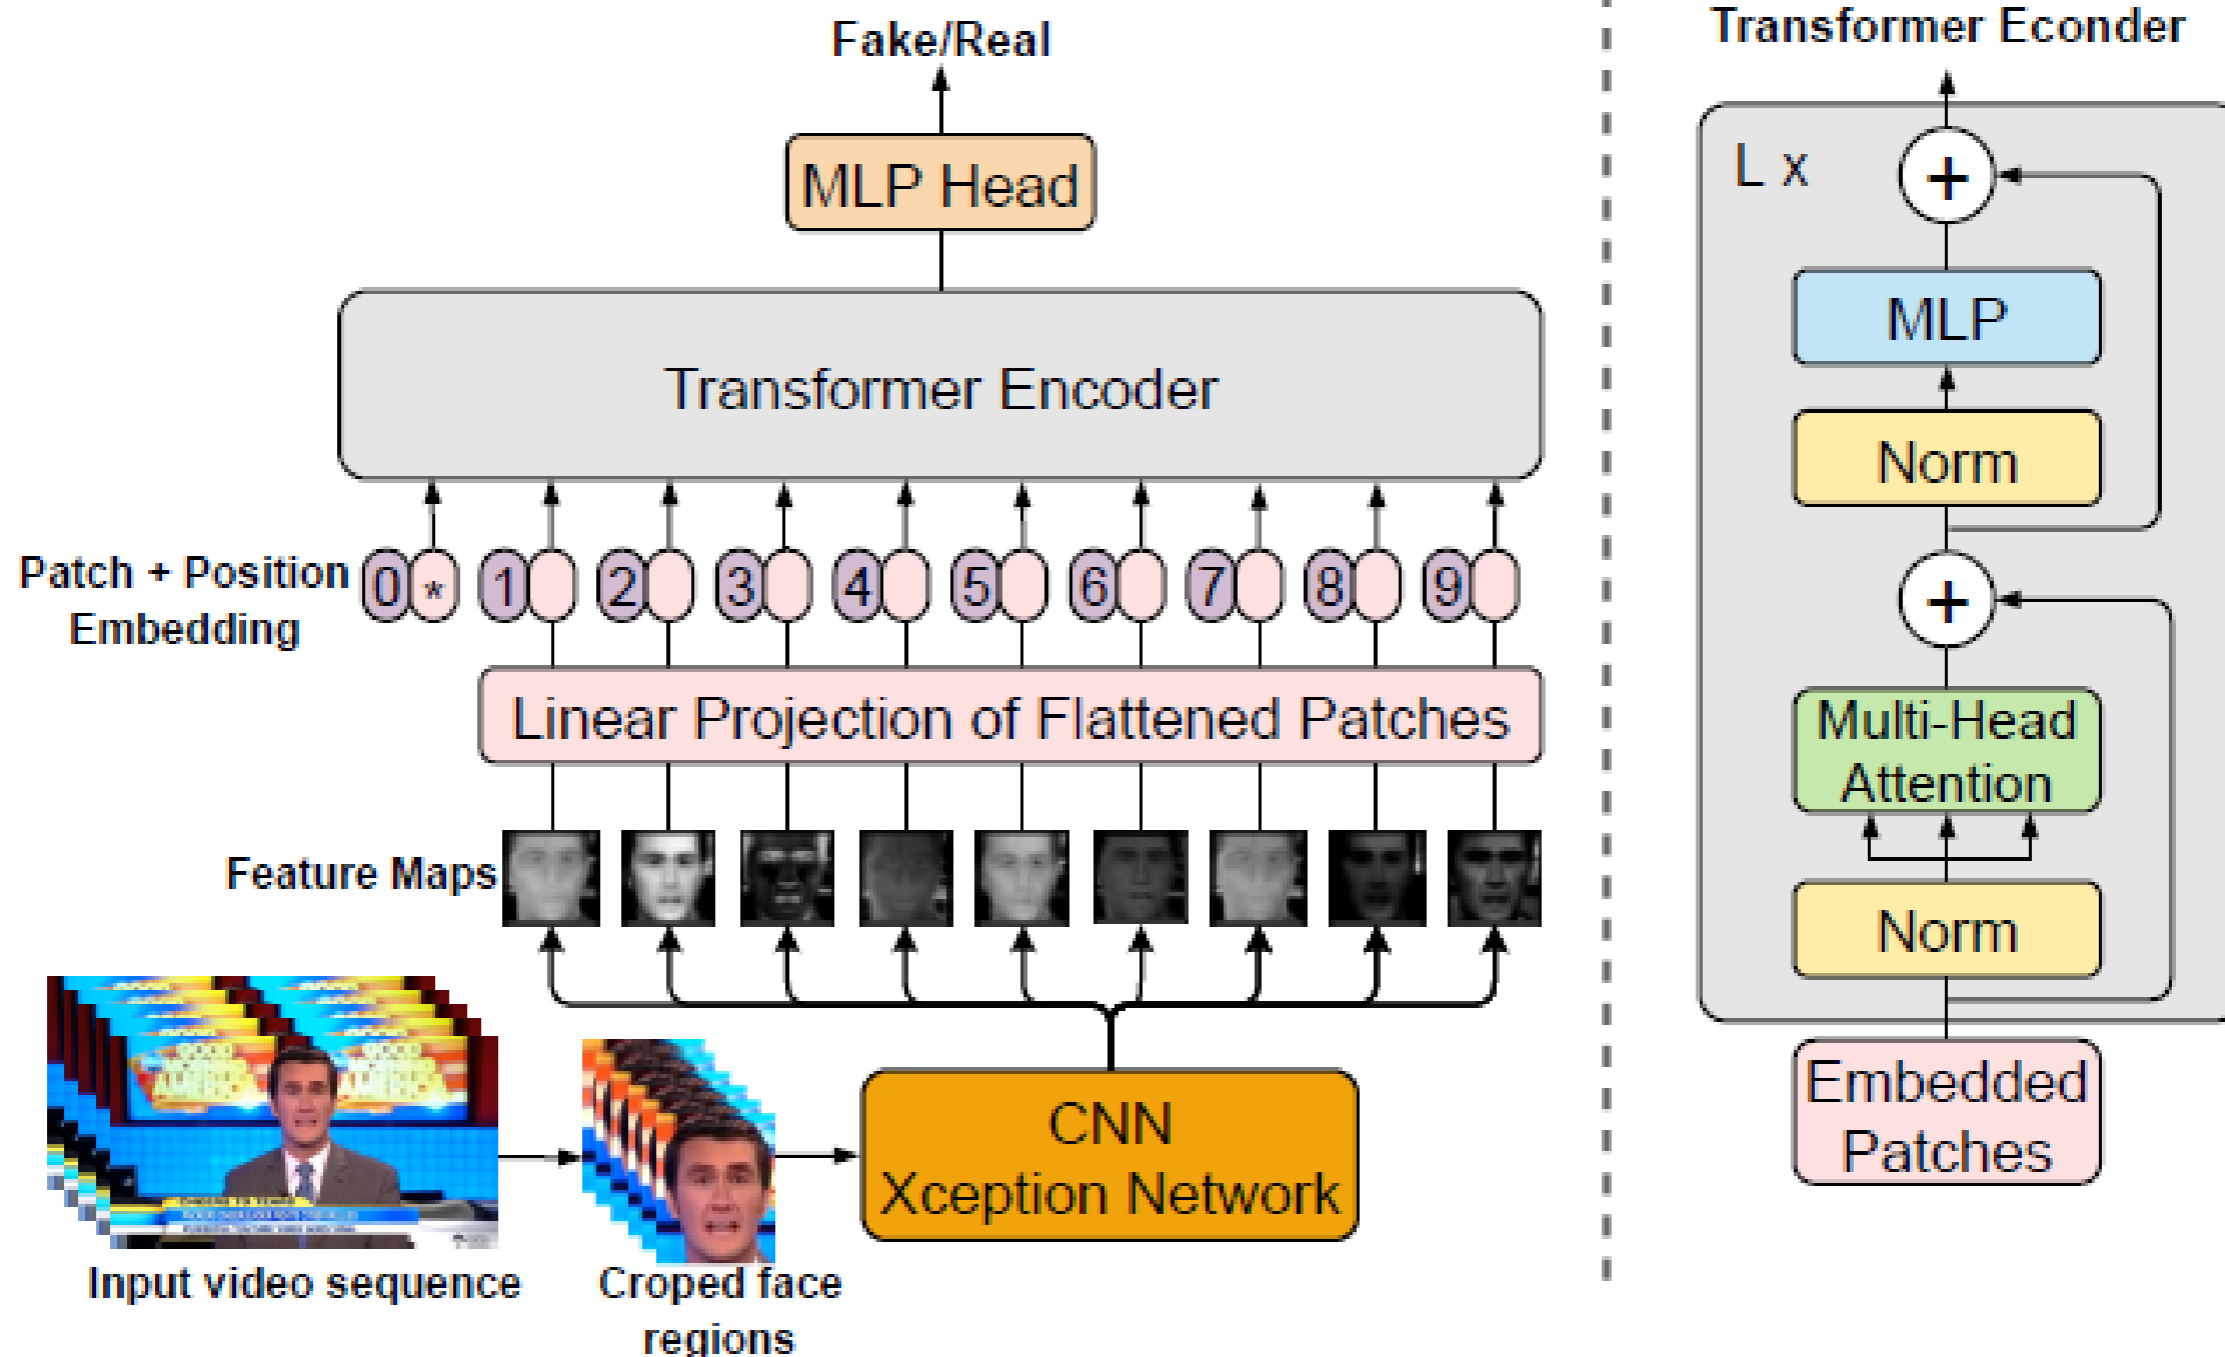 Fake/Real
MLP Head
Transformer Encoder
Patch + Position
Embedding
0 * 1 2 3 4 5 6 7 8 9
Linear Projection of Flattened Patches
Feature Maps
CNN
Xception Network
Input video sequence
Croped face
regions
Transformer Econder
L x
+
MLP
Norm
+
Multi-Head
Attention
Norm
Embedded
Patches